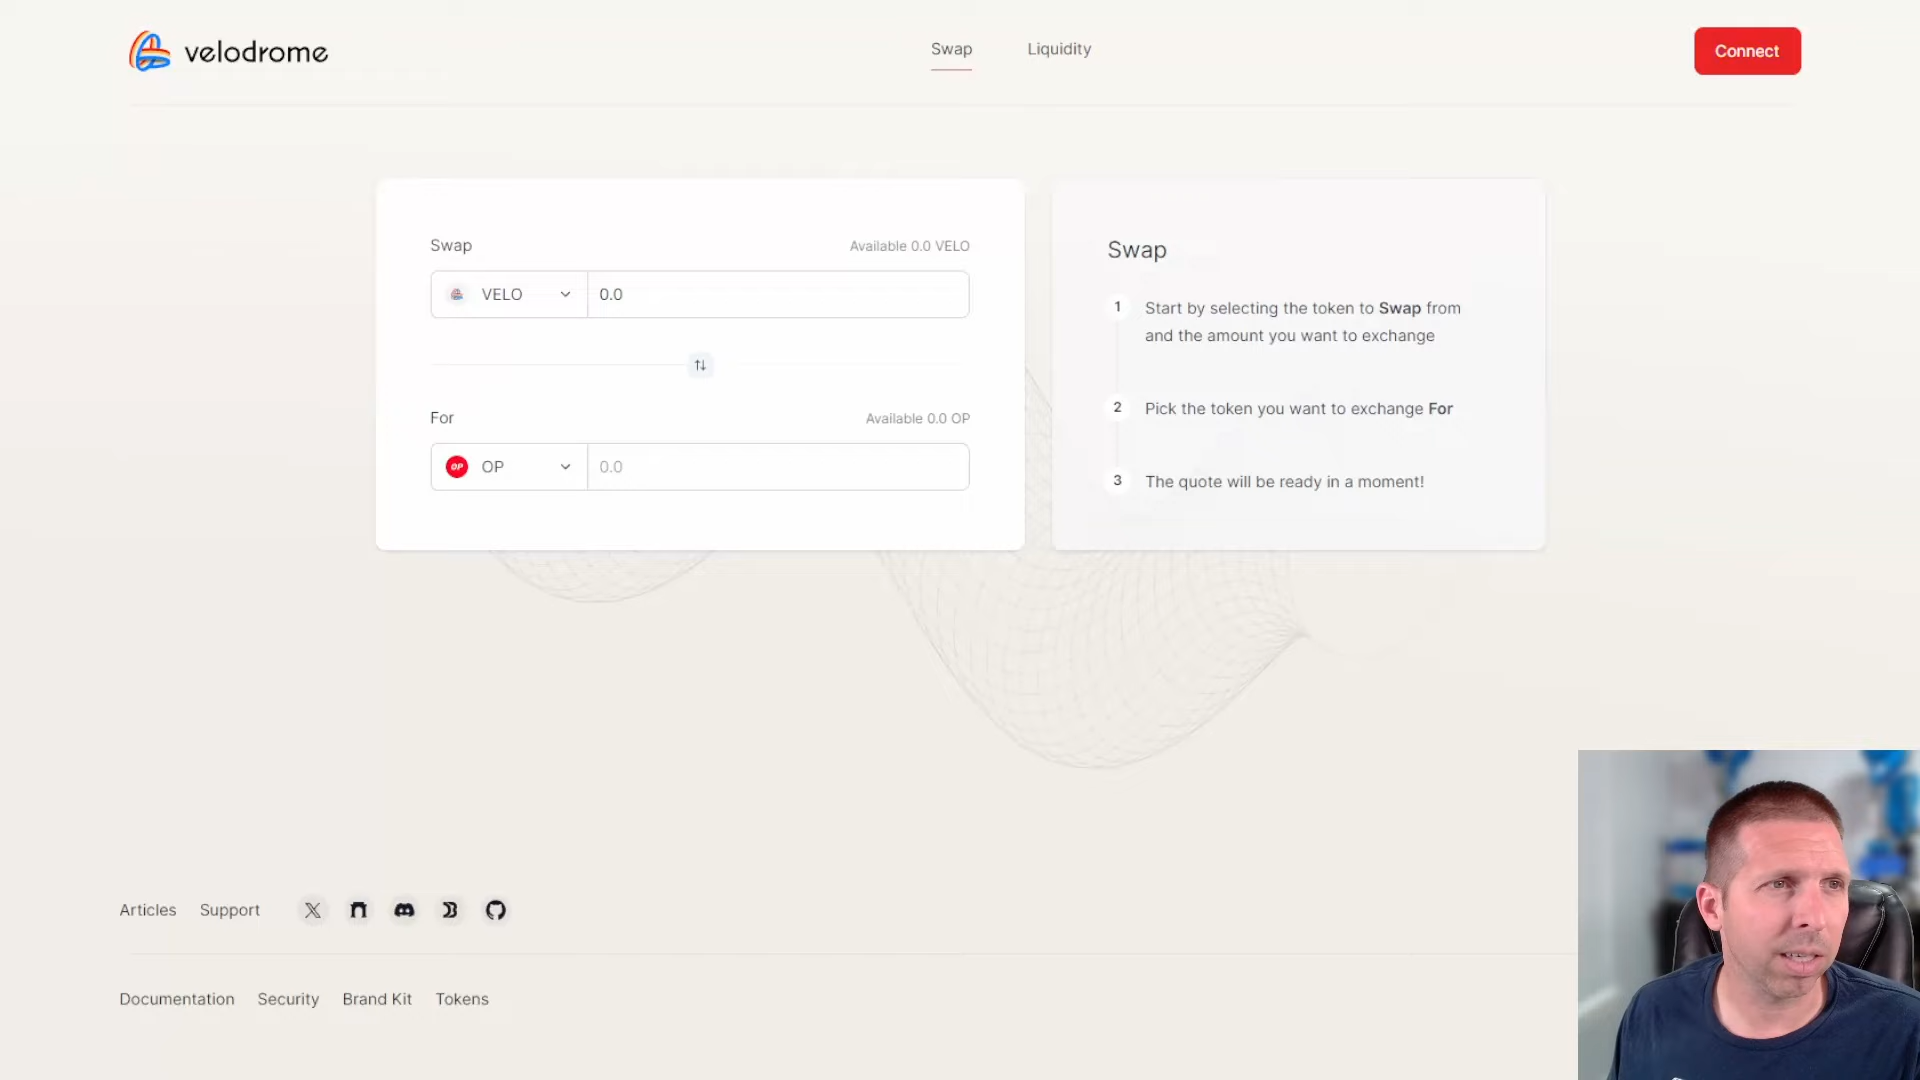 velodrome
Swap
Liquidity
Connect
Swap
Available 0.0 VELO
VELO
0.0
For
Available 0.0 OP
OP
OP
0.0
Swap
1
Start by selecting the token to Swap from
and the amount you want to exchange
2
Pick the token you want to exchange For
3
The quote will be ready in a moment!
Articles
Support
Documentation
Security
Brand Kit
Tokens